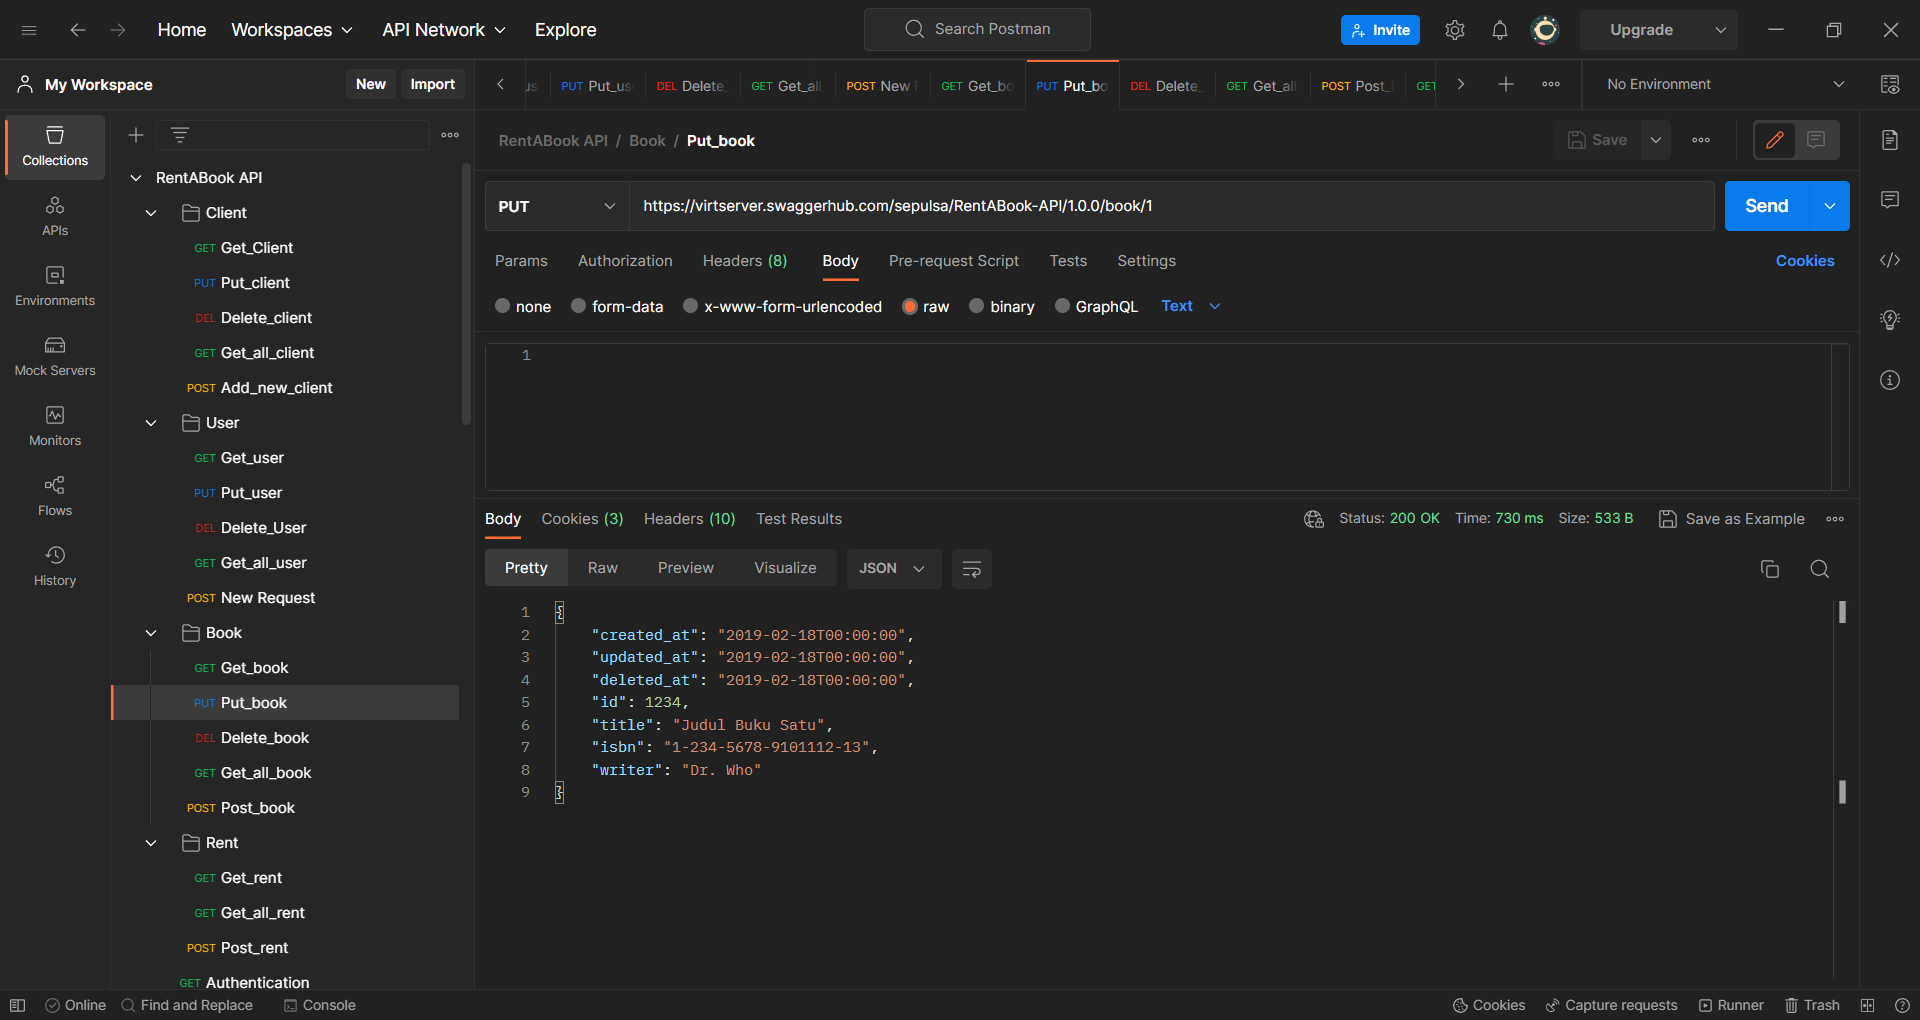 Home Workspaces API Network Explore Search Postman Invite Upgrade
My Workspace New Import
PUT Put_us DEL Delete_ GET Get_all POST New GET Get_bo PUT Put_bo DEL Delete_ GET Get_all POST Post_ GET No Environment
Collections
APIs
Environments
Mock Servers
Monitors
Flows
History
RentABook API
Client
GET Get_Client
PUT Put_client
DEL Delete_client
GET Get_all_client
POST Add_new_client
User
GET Get_user
PUT Put_user
DEL Delete_User
GET Get_all_user
POST New Request
Book
GET Get_book
PUT Put_book
DEL Delete_book
GET Get_all_book
POST Post_book
Rent
GET Get_rent
GET Get_all_rent
POST Post_rent
GET Authentication
RentABook API / Book / Put_book Save
PUT https://virtserver.swaggerhub.com/sepulsa/RentABook-API/1.0.0/book/1 Send
Params Authorization Headers (8) Body Pre-request Script Tests Settings Cookies
none form-data x-www-form-urlencoded raw binary GraphQL Text
1
Body Cookies (3) Headers (10) Test Results Status: 200 OK Time: 730 ms Size: 533 B Save as Example
Pretty Raw Preview Visualize JSON
1 {
2 "created_at": "2019-02-18T00:00:00",
3 "updated_at": "2019-02-18T00:00:00",
4 "deleted_at": "2019-02-18T00:00:00",
5 "id": 1234,
6 "title": "Judul Buku Satu",
7 "isbn": "1-234-5678-9101112-13",
8 "writer": "Dr. Who"
9 }
Online Find and Replace Console Cookies Capture requests Runner Trash